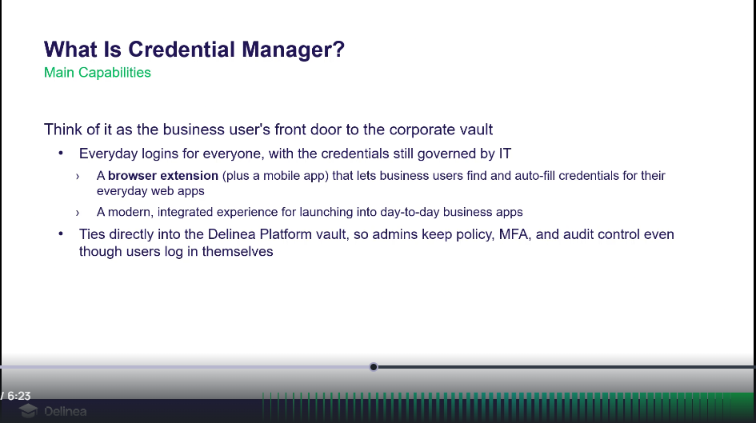 What Is Credential Manager?
Main Capabilities
Think of it as the business user's front door to the corporate vault
• Everyday logins for everyone, with the credentials still governed by IT
› A browser extension (plus a mobile app) that lets business users find and auto-fill credentials for their
everyday web apps
› A modern, integrated experience for launching into day-to-day business apps
• Ties directly into the Delinea Platform vault, so admins keep policy, MFA, and audit control even
though users log in themselves
/ 6:23
Delinea